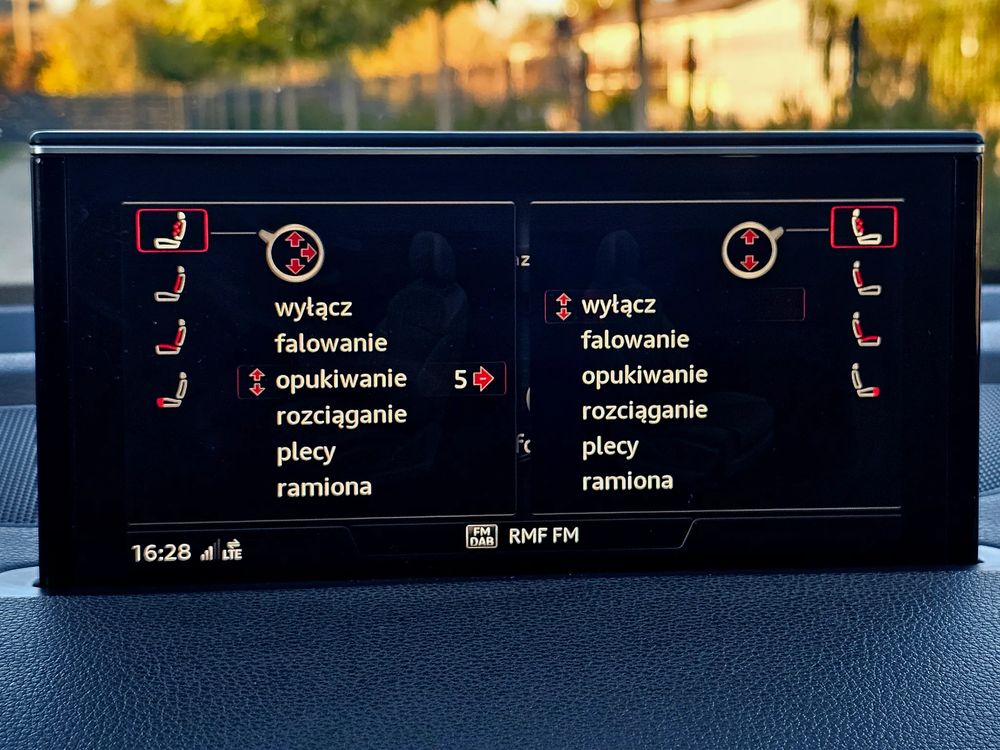 wyłącz
falowanie
opukiwanie 5
rozciąganie
plecy
ramiona
wyłącz
falowanie
opukiwanie
rozciąganie
plecy
ramiona
16:28 LTE
FM
DAB
RMF FM